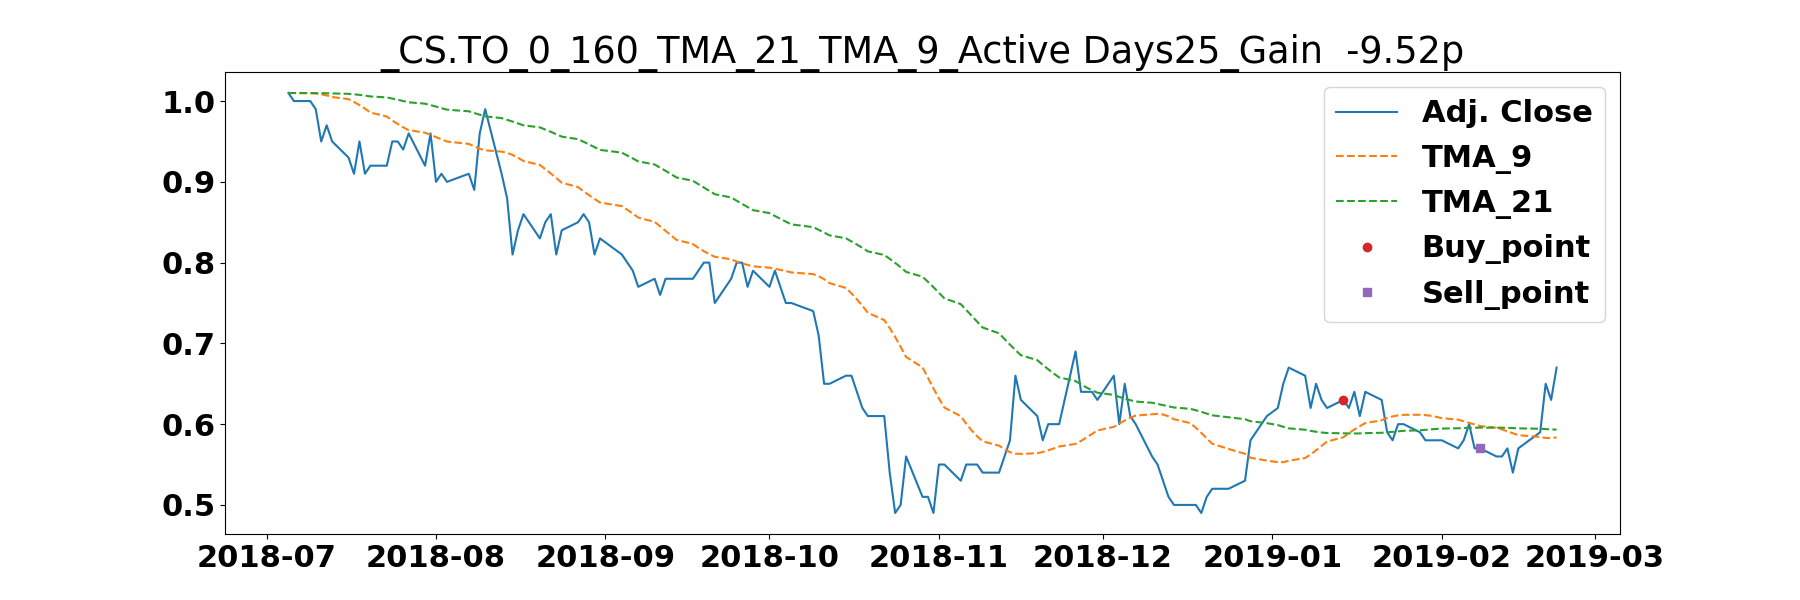 _CS.TO_0_160_TMA_21_TMA_9_Active Days25_Gain  -9.52p
1.0
0.9
0.8
0.7
0.6
0.5
Adj. Close
TMA_9
TMA_21
Buy_point
Sell_point
2018-07 2018-08 2018-09 2018-10 2018-11 2018-12 2019-01 2019-02 2019-03